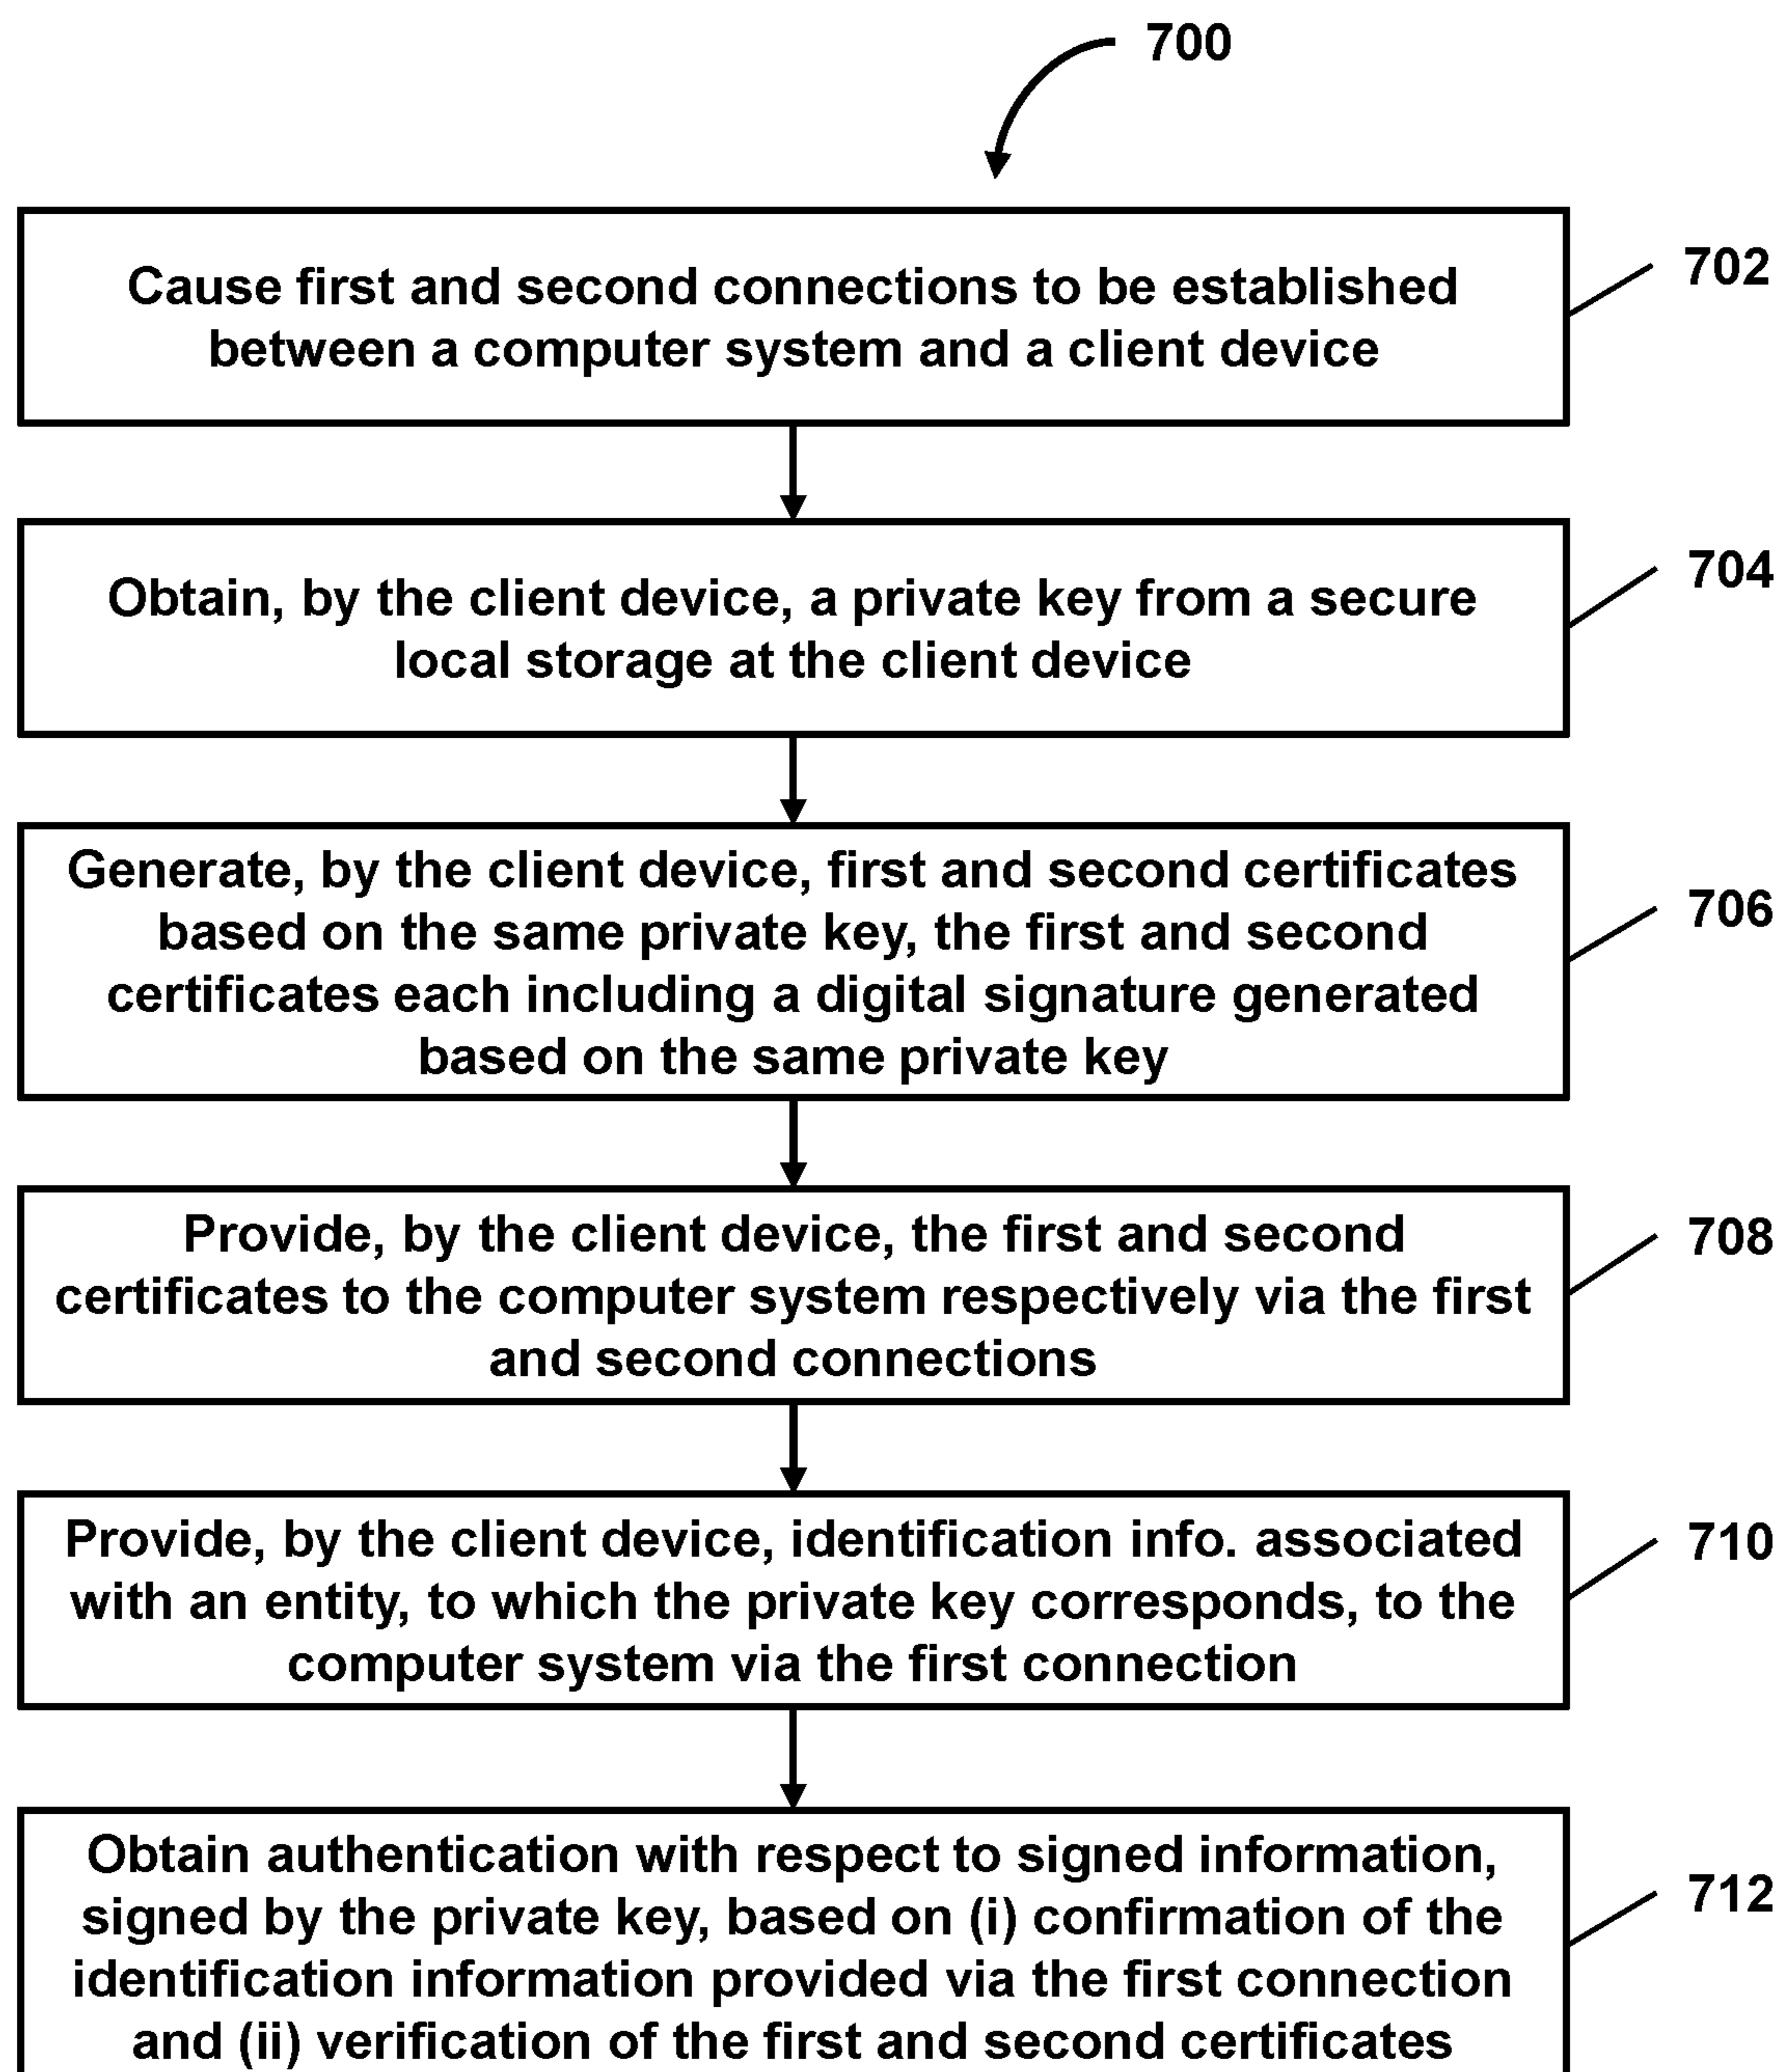 700
Cause first and second connections to be established
between a computer system and a client device
702
Obtain, by the client device, a private key from a secure
local storage at the client device
704
Generate, by the client device, first and second certificates
based on the same private key, the first and second
certificates each including a digital signature generated
based on the same private key
706
Provide, by the client device, the first and second
certificates to the computer system respectively via the first
and second connections
708
Provide, by the client device, identification info. associated
with an entity, to which the private key corresponds, to the
computer system via the first connection
710
Obtain authentication with respect to signed information,
signed by the private key, based on (i) confirmation of the
identification information provided via the first connection
and (ii) verification of the first and second certificates
712